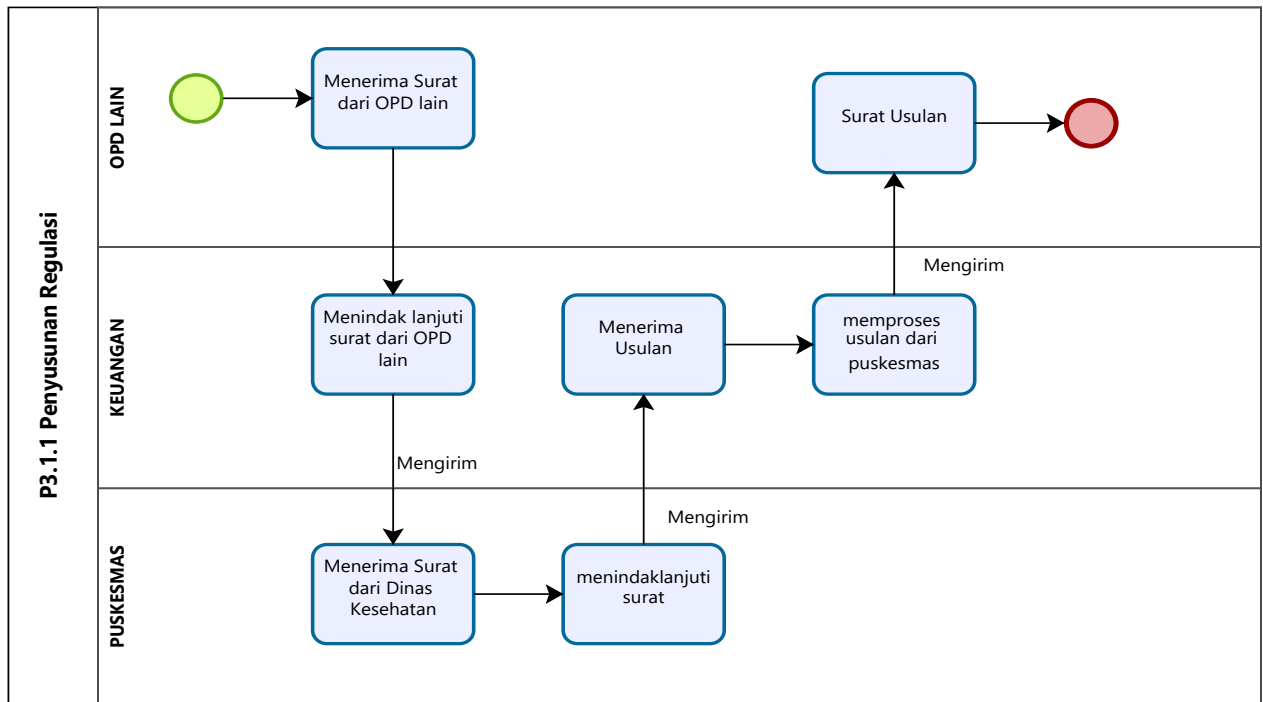 P3.1.1 Penyusunan Regulasi
OPD LAIN
Menerima Surat
dari OPD lain
Surat Usulan
KEUANGAN
Menindak lanjuti
surat dari OPD
lain
Menerima
Usulan
memproses
usulan dari
puskesmas
Mengirim
Mengirim
PUSKESMAS
Menerima Surat
dari Dinas
Kesehatan
menindaklanjuti
surat
Mengirim